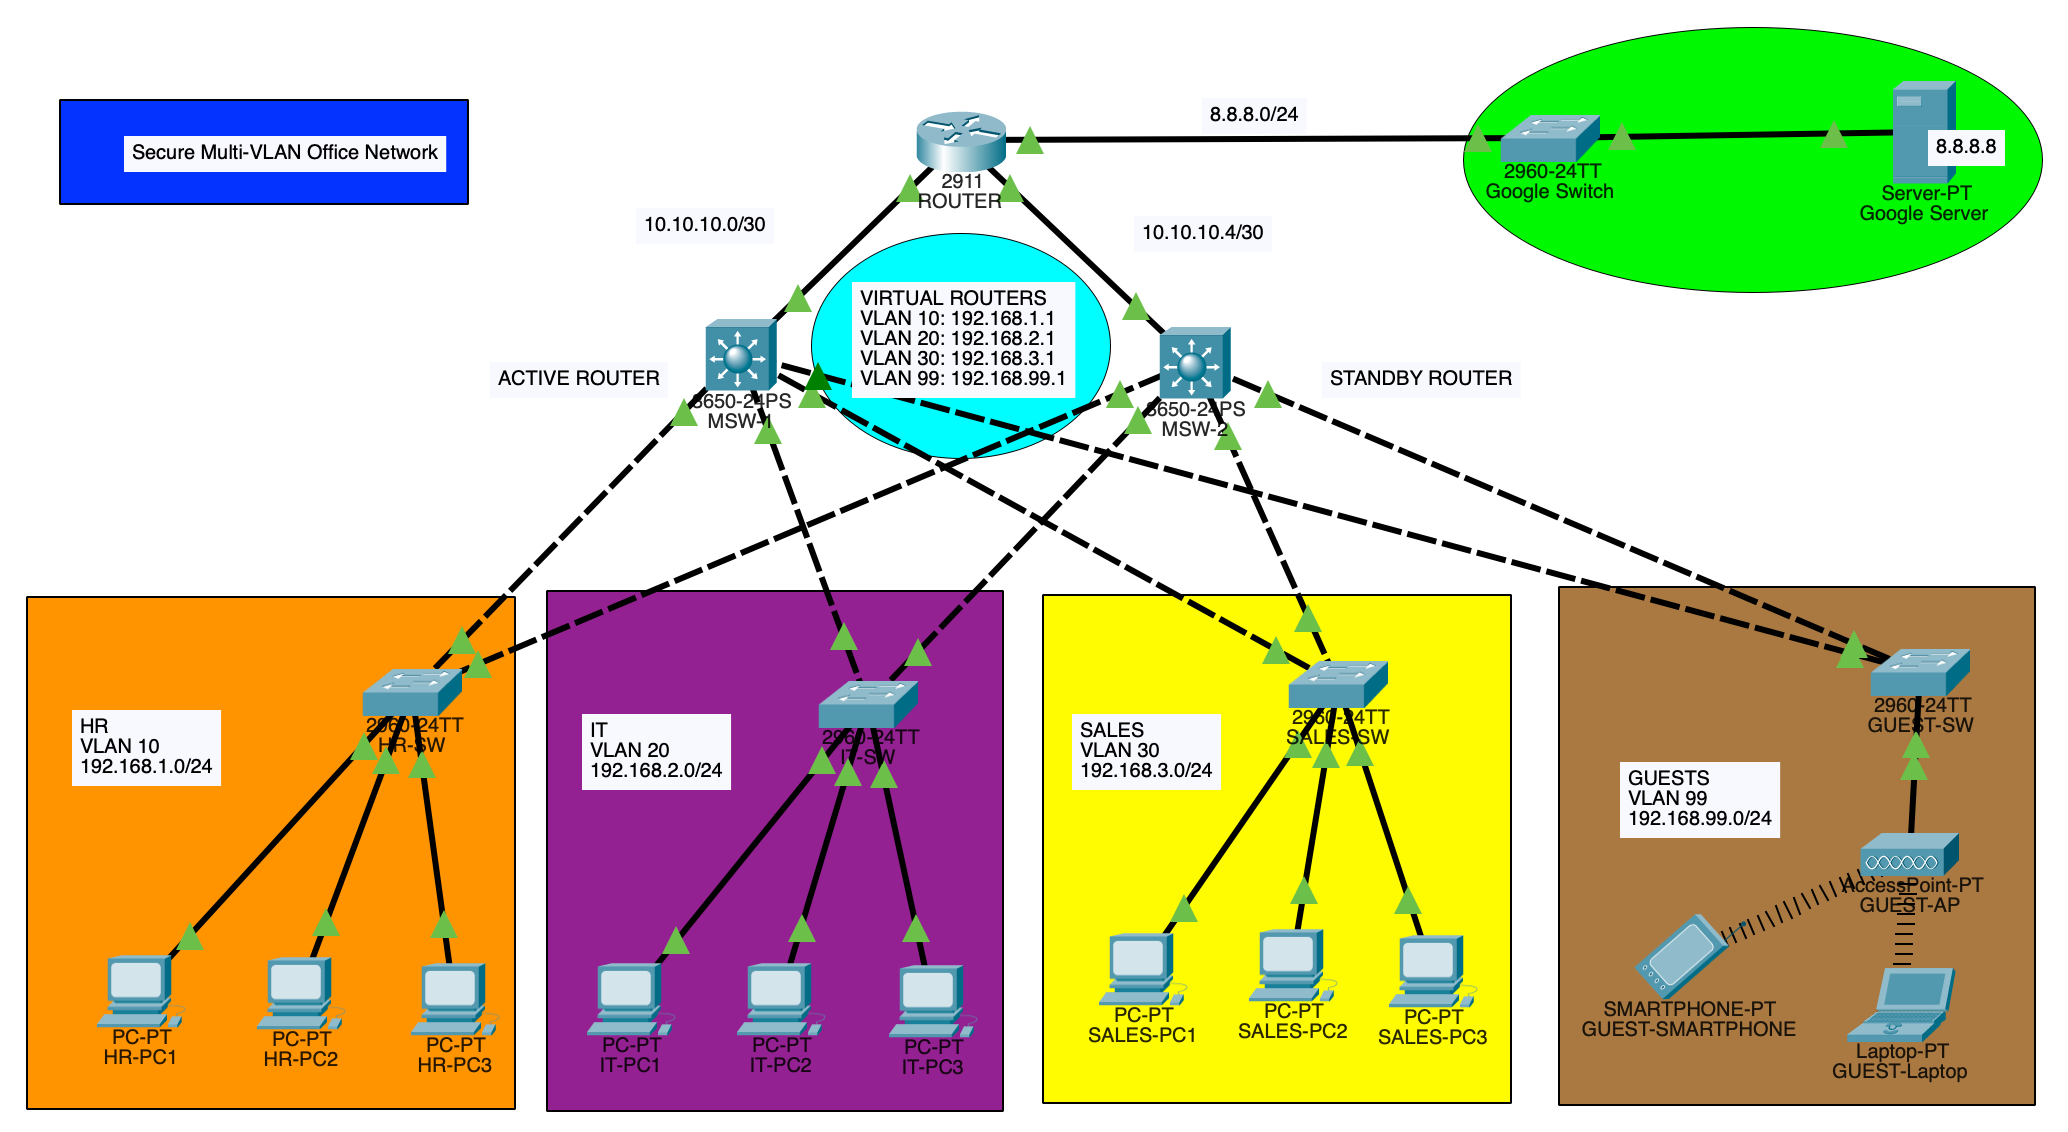 Secure Multi-VLAN Office Network
8.8.8.0/24
8.8.8.8
2911
ROUTER
2960-24TT
Google Switch
Server-PT
Google Server
10.10.10.0/30
10.10.10.4/30
VIRTUAL ROUTERS
VLAN 10: 192.168.1.1
VLAN 20: 192.168.2.1
VLAN 30: 192.168.3.1
VLAN 99: 192.168.99.1
ACTIVE ROUTER
STANDBY ROUTER
3650-24PS
MSW-1
3650-24PS
MSW-2
HR
VLAN 10
192.168.1.0/24
2960-24TT
HR-SW
IT
VLAN 20
192.168.2.0/24
2960-24TT
IT-SW
SALES
VLAN 30
192.168.3.0/24
2960-24TT
SALES-SW
GUESTS
VLAN 99
192.168.99.0/24
2960-24TT
GUEST-SW
AccessPoint-PT
GUEST-AP
PC-PT
HR-PC1
PC-PT
HR-PC2
PC-PT
HR-PC3
PC-PT
IT-PC1
PC-PT
IT-PC2
PC-PT
IT-PC3
PC-PT
SALES-PC1
PC-PT
SALES-PC2
PC-PT
SALES-PC3
SMARTPHONE-PT
GUEST-SMARTPHONE
Laptop-PT
GUEST-Laptop